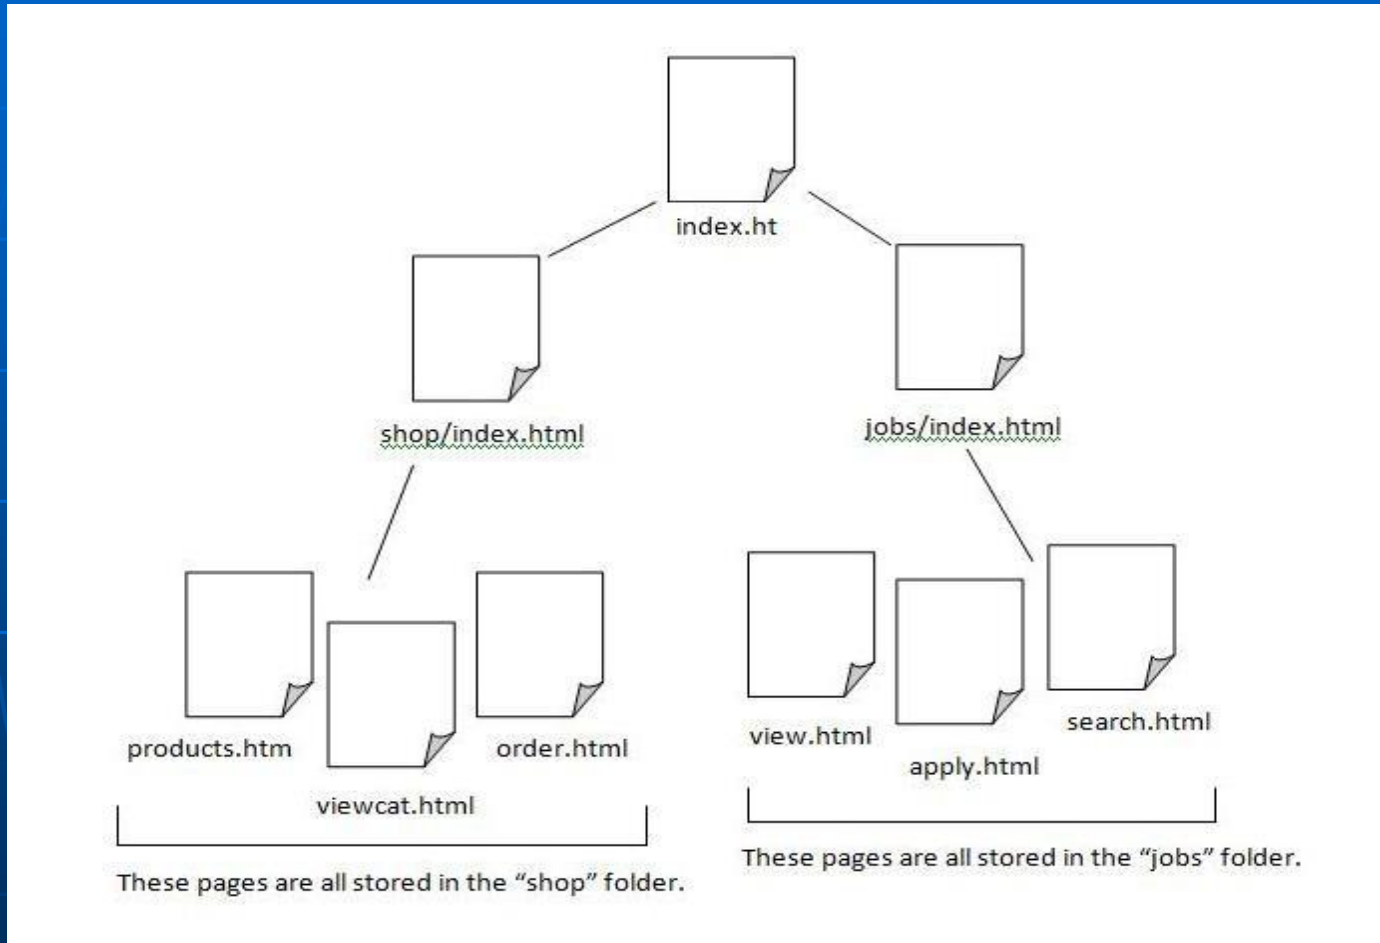 index.ht
shop/index.html
jobs/index.html
products.htm
viewcat.html
order.html
view.html
apply.html
search.html
These pages are all stored in the “shop” folder.
These pages are all stored in the “jobs” folder.